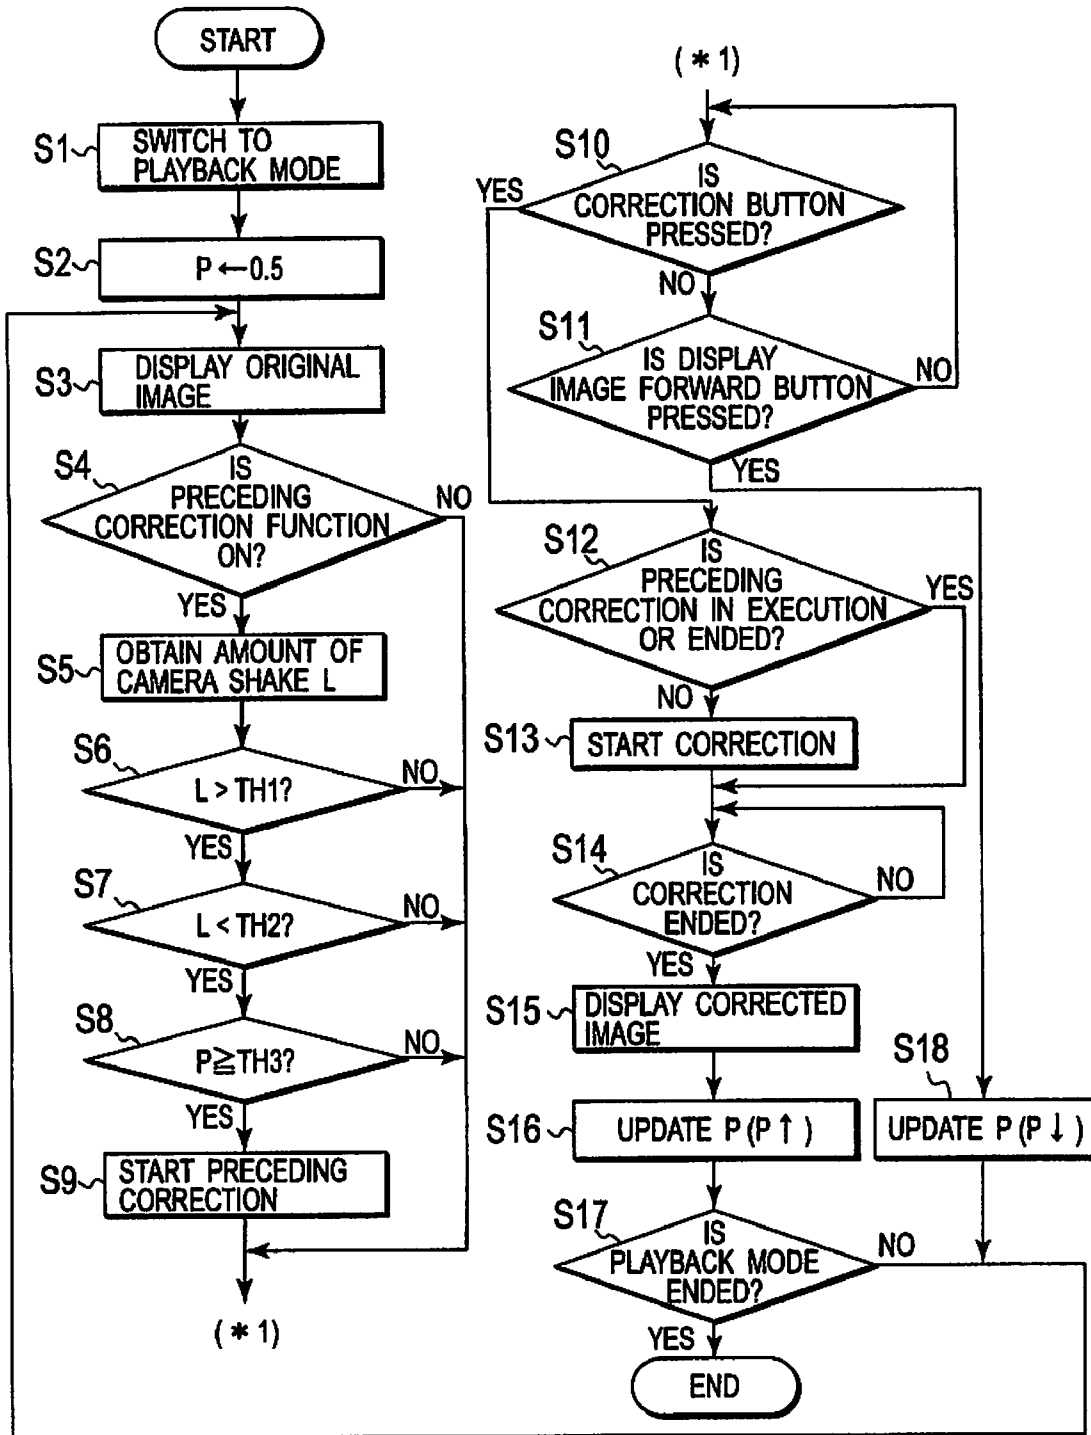 START
S1
SWITCH TO
PLAYBACK MODE
S2
P ← 0.5
S3
DISPLAY ORIGINAL
IMAGE
S4
IS
PRECEDING
CORRECTION FUNCTION
ON?
NO
YES
S5
OBTAIN AMOUNT OF
CAMERA SHAKE L
S6
L > TH1?
NO
YES
S7
L < TH2?
NO
YES
S8
P ≧ TH3?
NO
YES
S9
START PRECEDING
CORRECTION
(＊1)
(＊1)
S10
IS
CORRECTION BUTTON
PRESSED?
YES
NO
S11
IS DISPLAY
IMAGE FORWARD BUTTON
PRESSED?
NO
YES
S12
IS
PRECEDING
CORRECTION IN EXECUTION
OR ENDED?
YES
NO
S13
START CORRECTION
S14
IS
CORRECTION
ENDED?
NO
YES
S15
DISPLAY CORRECTED
IMAGE
S16
UPDATE P (P ↑)
S18
UPDATE P (P ↓)
S17
IS
PLAYBACK MODE
ENDED?
NO
YES
END